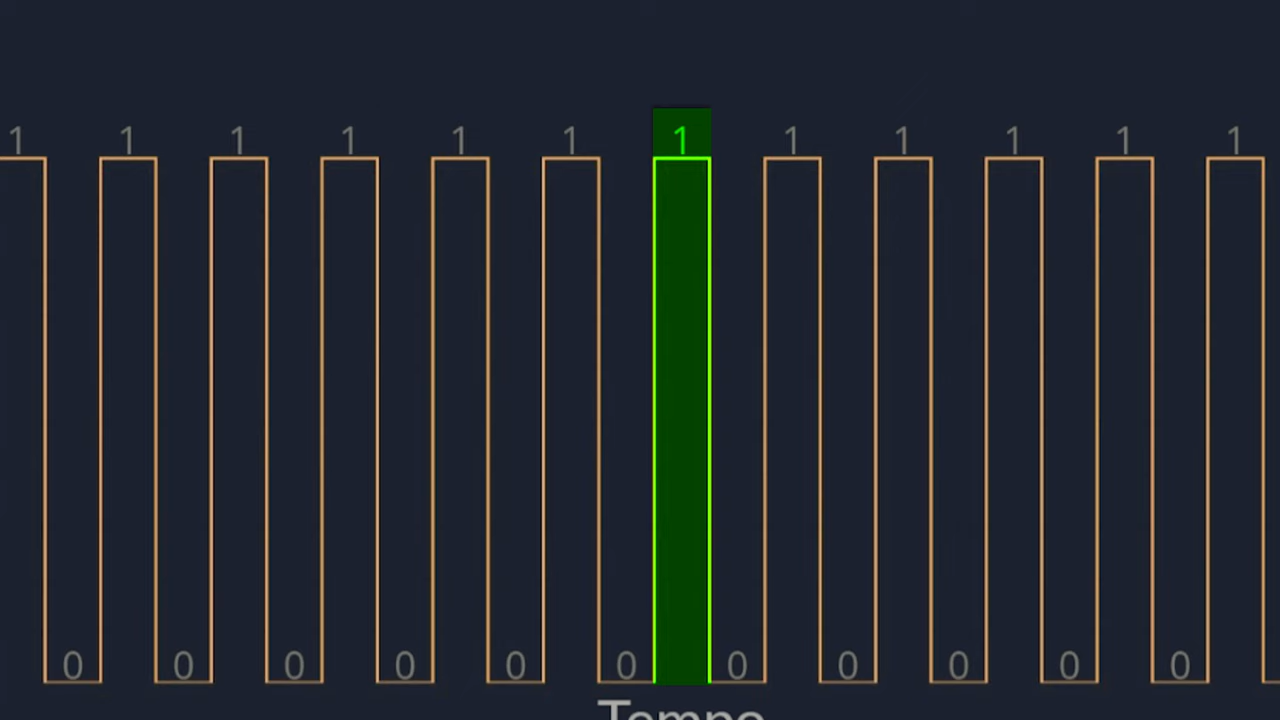 1 1 1 1 1 1 1 1 1 1 1 1
0 0 0 0 0 0 0 0 0 0 0
Tempo